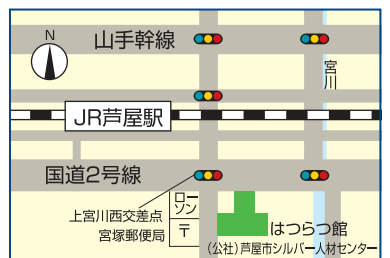 山手幹線
N
宮川
JR芦屋駅
国道2号線
ローソン
上宮川西交差点
宮塚郵便局
〒
はつらつ館
(公社)芦屋市シルバー人材センター